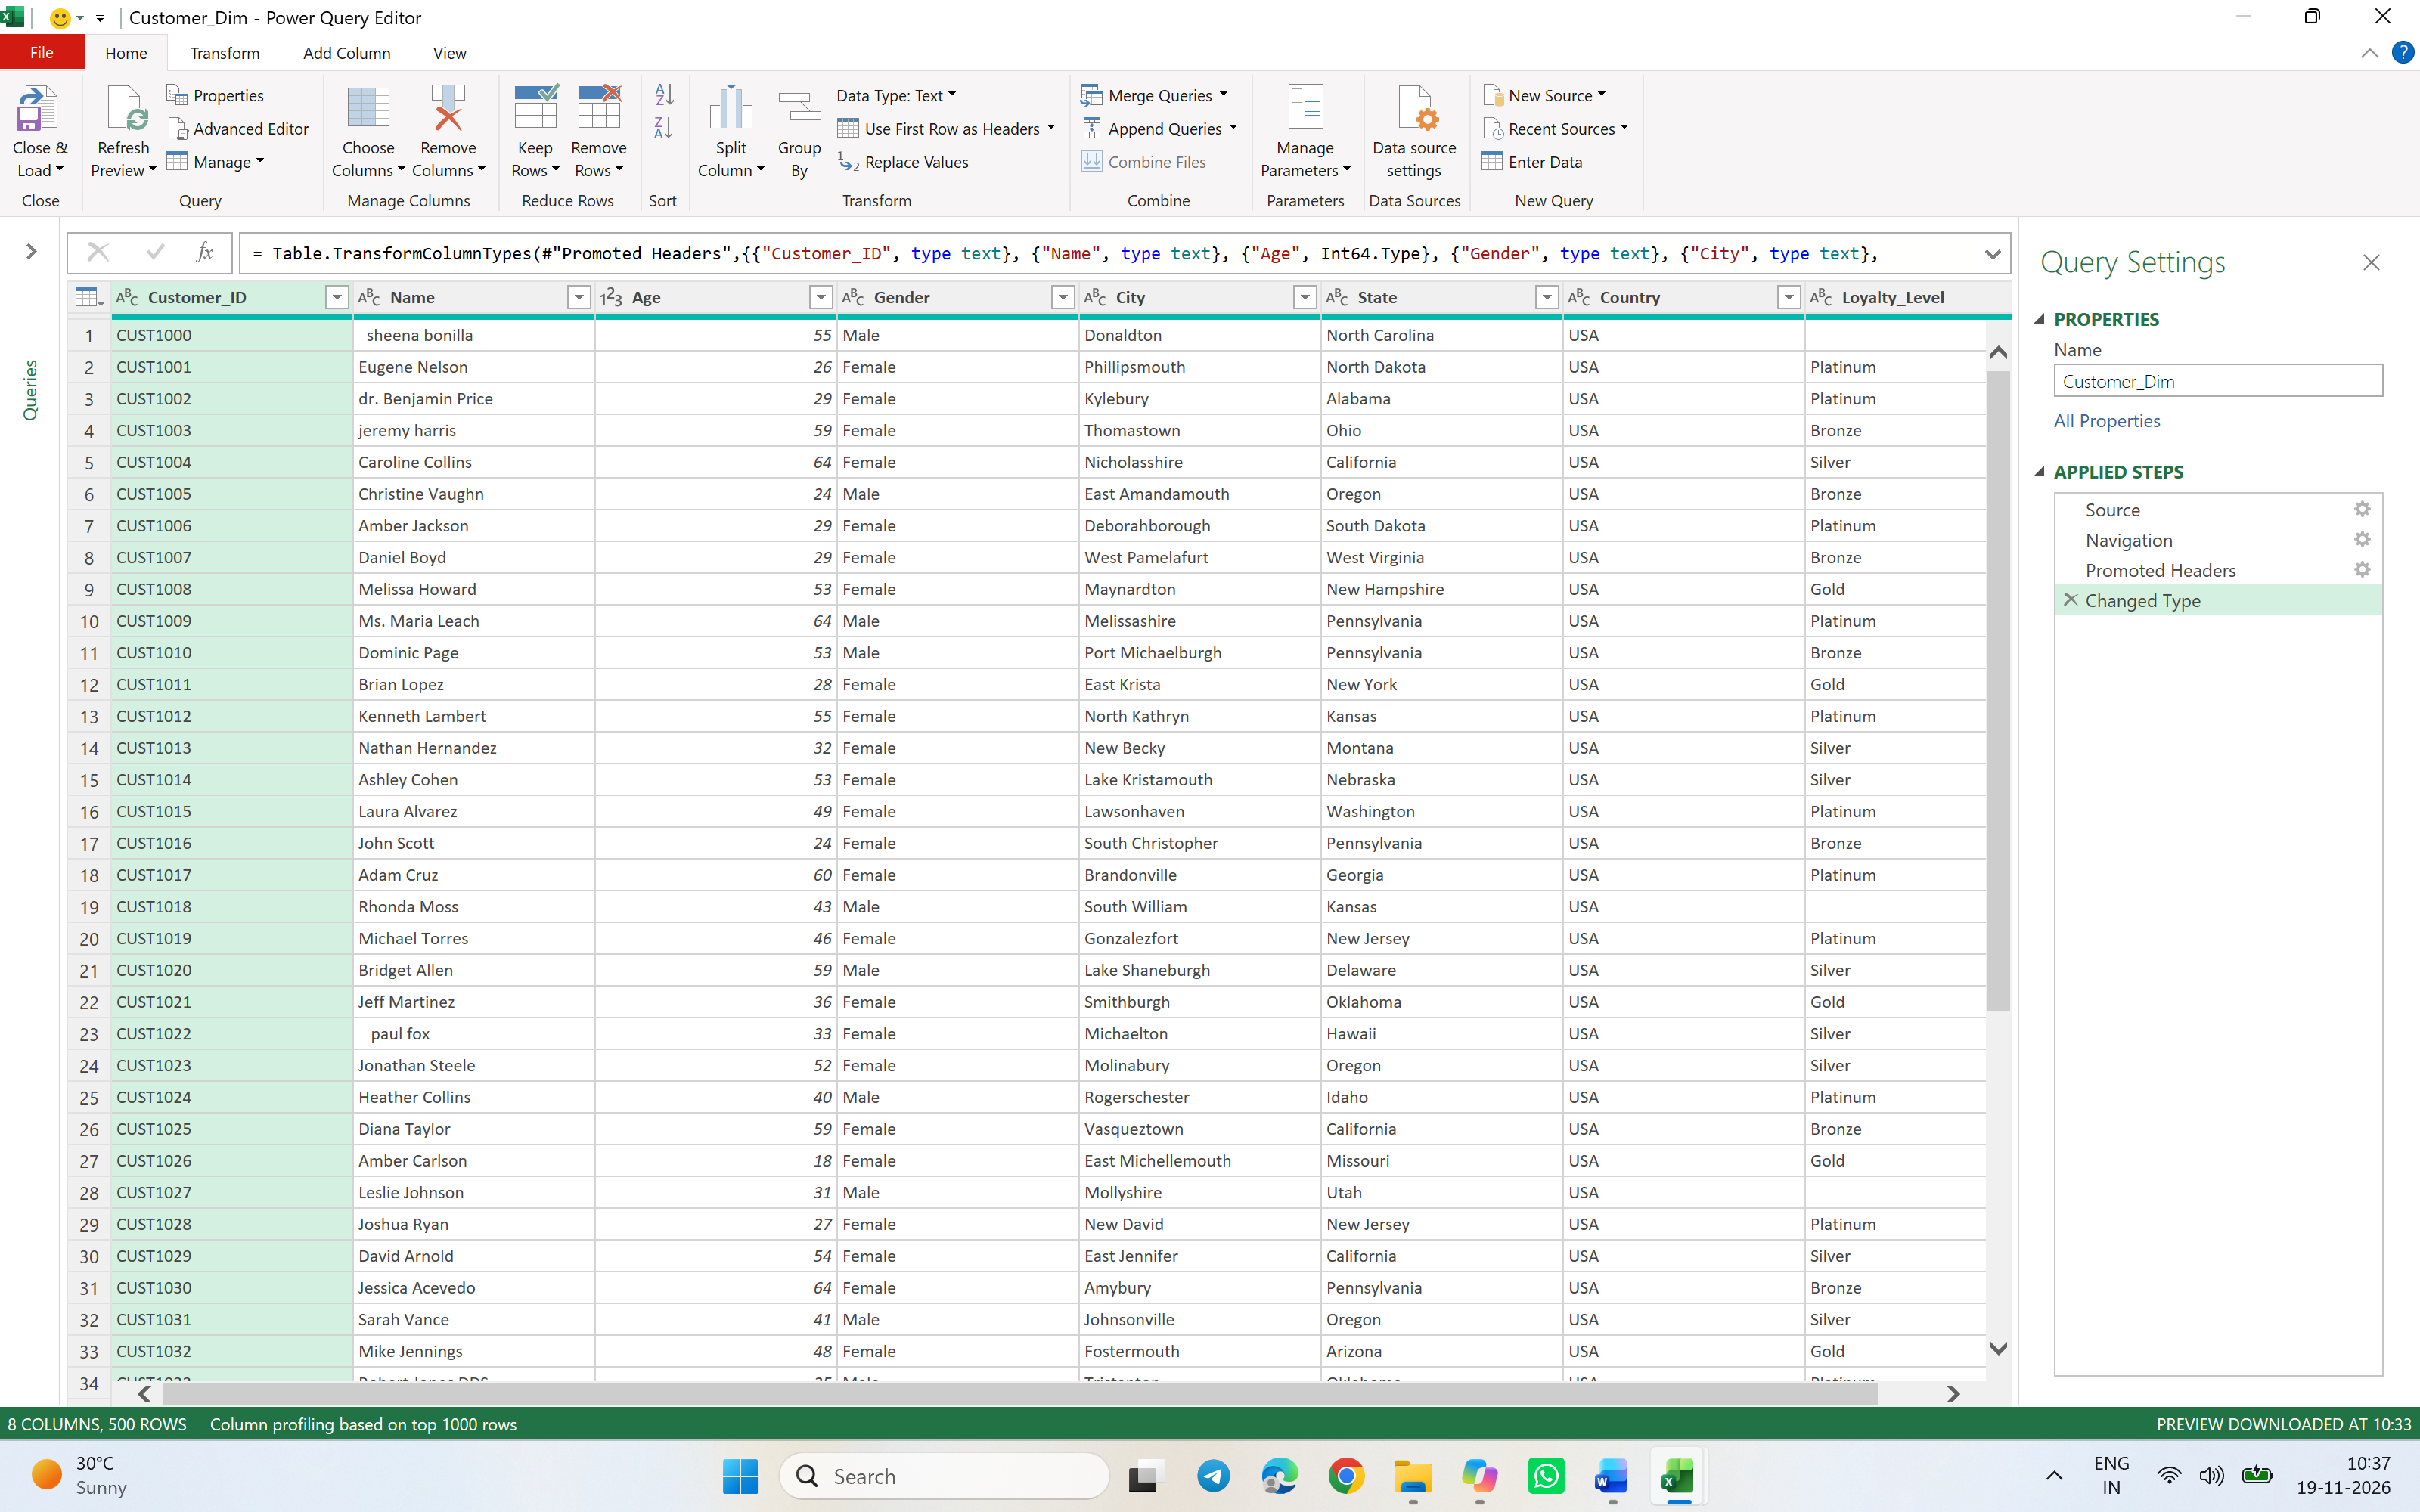 Customer_Dim - Power Query Editor
File Home Transform Add Column View
Close & Load
Refresh Preview
Properties
Advanced Editor
Manage
Choose Columns
Remove Columns
Keep Rows
Remove Rows
Split Column
Group By
Data Type: Text
Use First Row as Headers
Replace Values
Merge Queries
Append Queries
Combine Files
Manage Parameters
Data source settings
New Source
Recent Sources
Enter Data
Close Query Manage Columns Reduce Rows Sort Transform Combine Parameters Data Sources New Query
fx = Table.TransformColumnTypes(#"Promoted Headers",{{"Customer_ID", type text}, {"Name", type text}, {"Age", Int64.Type}, {"Gender", type text}, {"City", type text},
Queries
Customer_ID Name Age Gender City State Country Loyalty_Level
1 CUST1000 sheena bonilla 55 Male Donaldton North Carolina USA
2 CUST1001 Eugene Nelson 26 Female Phillipsmouth North Dakota USA Platinum
3 CUST1002 dr. Benjamin Price 29 Female Kylebury Alabama USA Platinum
4 CUST1003 jeremy harris 59 Female Thomastown Ohio USA Bronze
5 CUST1004 Caroline Collins 64 Female Nicholasshire California USA Silver
6 CUST1005 Christine Vaughn 24 Male East Amandamouth Oregon USA Bronze
7 CUST1006 Amber Jackson 29 Female Deborahborough South Dakota USA Platinum
8 CUST1007 Daniel Boyd 29 Female West Pamelafurt West Virginia USA Bronze
9 CUST1008 Melissa Howard 53 Female Maynardton New Hampshire USA Gold
10 CUST1009 Ms. Maria Leach 64 Male Melissashire Pennsylvania USA Platinum
11 CUST1010 Dominic Page 53 Male Port Michaelburgh Pennsylvania USA Bronze
12 CUST1011 Brian Lopez 28 Female East Krista New York USA Gold
13 CUST1012 Kenneth Lambert 55 Female North Kathryn Kansas USA Platinum
14 CUST1013 Nathan Hernandez 32 Female New Becky Montana USA Silver
15 CUST1014 Ashley Cohen 53 Female Lake Kristamouth Nebraska USA Silver
16 CUST1015 Laura Alvarez 49 Female Lawsonhaven Washington USA Platinum
17 CUST1016 John Scott 24 Female South Christopher Pennsylvania USA Bronze
18 CUST1017 Adam Cruz 60 Female Brandonville Georgia USA Platinum
19 CUST1018 Rhonda Moss 43 Male South William Kansas USA
20 CUST1019 Michael Torres 46 Female Gonzalezfort New Jersey USA Platinum
21 CUST1020 Bridget Allen 59 Male Lake Shaneburgh Delaware USA Silver
22 CUST1021 Jeff Martinez 36 Female Smithburgh Oklahoma USA Gold
23 CUST1022 paul fox 33 Female Michaelton Hawaii USA Silver
24 CUST1023 Jonathan Steele 52 Female Molinabury Oregon USA Silver
25 CUST1024 Heather Collins 40 Male Rogerschester Idaho USA Platinum
26 CUST1025 Diana Taylor 59 Female Vasqueztown California USA Bronze
27 CUST1026 Amber Carlson 18 Female East Michellemouth Missouri USA Gold
28 CUST1027 Leslie Johnson 31 Male Mollyshire Utah USA
29 CUST1028 Joshua Ryan 27 Female New David New Jersey USA Platinum
30 CUST1029 David Arnold 54 Female East Jennifer California USA Silver
31 CUST1030 Jessica Acevedo 64 Female Amybury Pennsylvania USA Bronze
32 CUST1031 Sarah Vance 41 Male Johnsonville Oregon USA Silver
33 CUST1032 Mike Jennings 48 Female Fostermouth Arizona USA Gold
34
Query Settings
PROPERTIES
Name
Customer_Dim
All Properties
APPLIED STEPS
Source
Navigation
Promoted Headers
Changed Type
8 COLUMNS, 500 ROWS Column profiling based on top 1000 rows PREVIEW DOWNLOADED AT 10:33
30°C
Sunny
Search
ENG
IN
10:37
19-11-2026